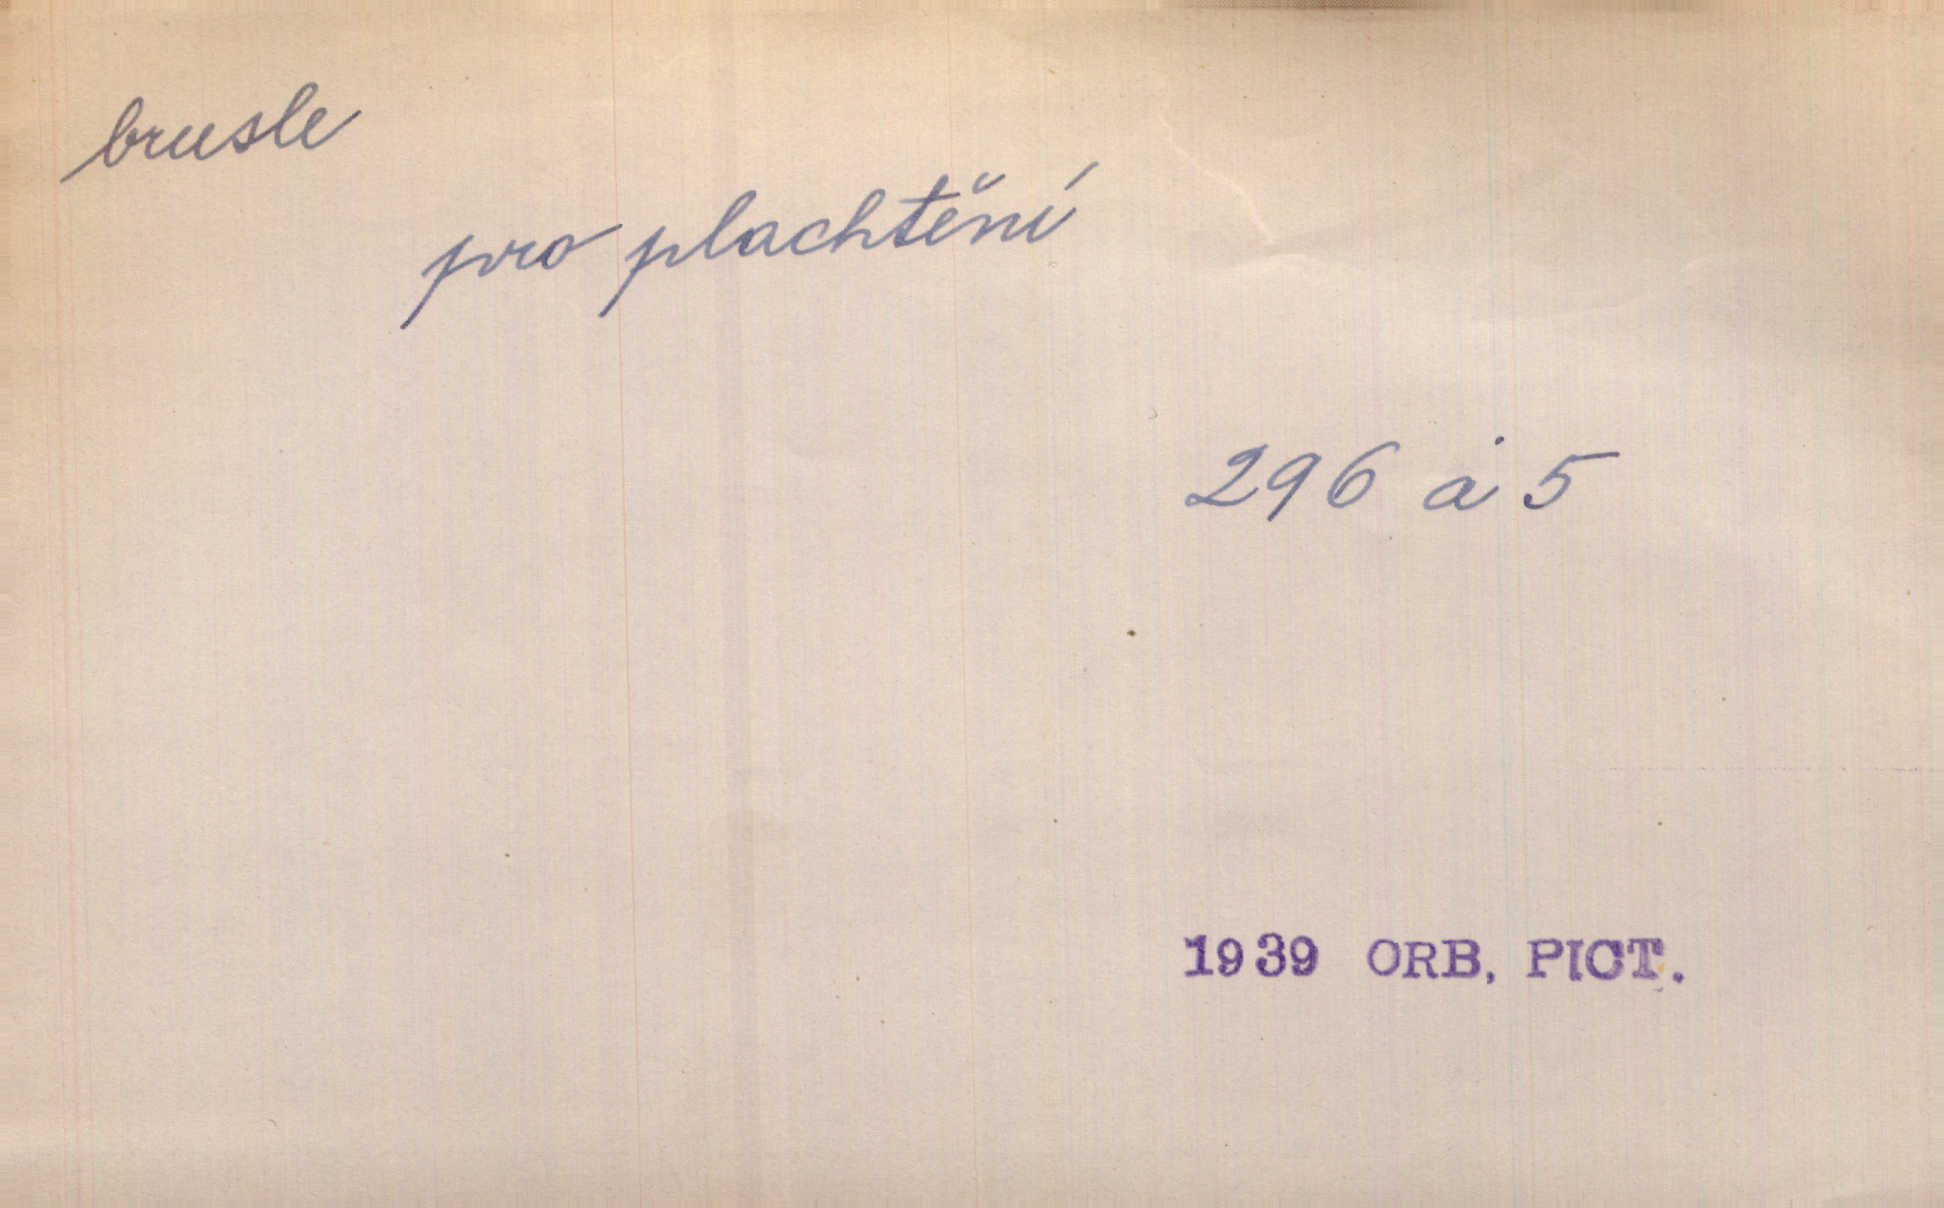 brusle
pro plachtění
296 à 5
1939 ORB. PICT.